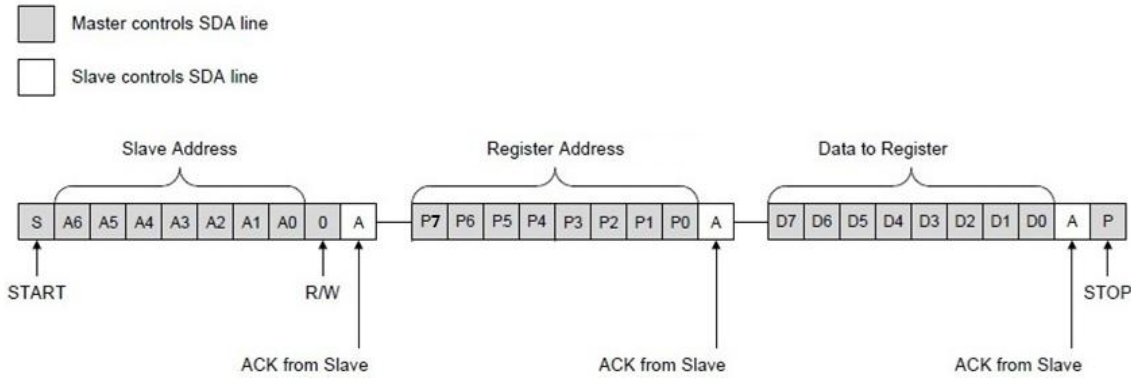 Master controls SDA line
Slave controls SDA line
Slave Address Register Address Data to Register
S A6 A5 A4 A3 A2 A1 A0 0 A P7 P6 P5 P4 P3 P2 P1 P0 A D7 D6 D5 D4 D3 D2 D1 D0 A P
START R/W STOP
ACK from Slave ACK from Slave ACK from Slave